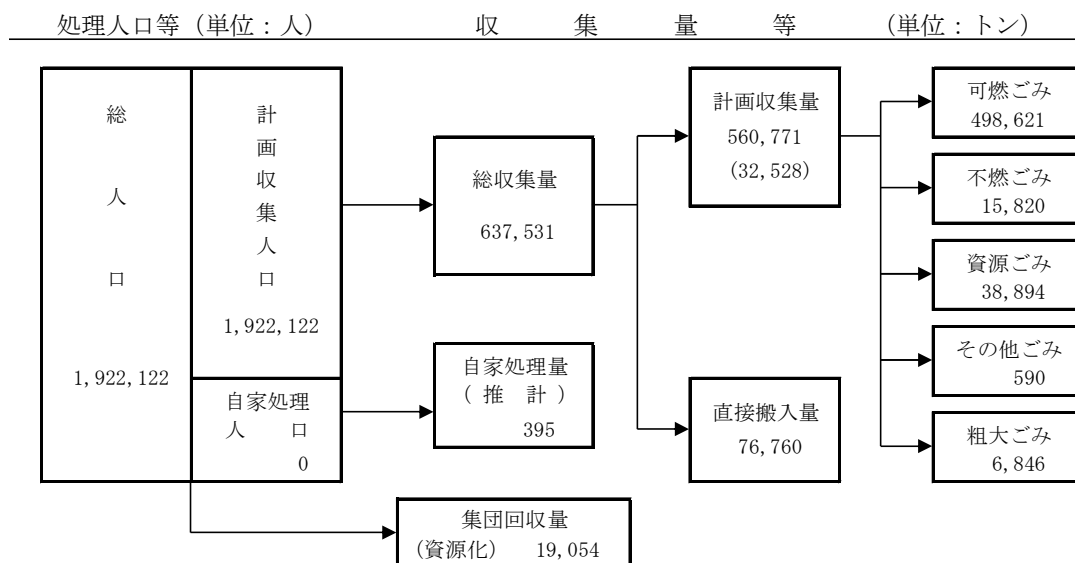 処理人口等（単位：人）　収　集　量　等　（単位：トン）
総人口
1,922,122
計画収集人口
1,922,122
自家処理
人　口
0
総収集量
637,531
自家処理量
（推　計）
395
集団回収量
(資源化)　19,054
計画収集量
560,771
(32,528)
直接搬入量
76,760
可燃ごみ
498,621
不燃ごみ
15,820
資源ごみ
38,894
その他ごみ
590
粗大ごみ
6,846